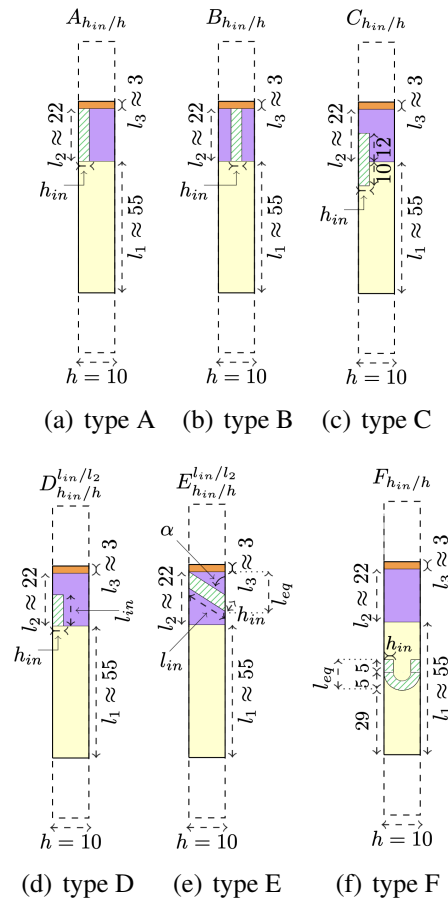 A_{h_{in}/h}
B_{h_{in}/h}
C_{h_{in}/h}
l_2 ≈ 22
l_3 ≈ 3
l_1 ≈ 55
h_{in}
h = 10
l_2 ≈ 22
l_3 ≈ 3
l_1 ≈ 55
h_{in}
h = 10
l_3 ≈ 3
12
10
l_1 ≈ 55
h_{in}
h = 10
(a) type A
(b) type B
(c) type C
D_{h_{in}/h}^{l_{in}/l_2}
E_{h_{in}/h}^{l_{in}/l_2}
F_{h_{in}/h}
l_2 ≈ 22
l_3 ≈ 3
l_{in}
h_{in}
l_1 ≈ 55
h = 10
α
l_2 ≈ 22
l_3 ≈ 3
l_{eq}
h_{in}
l_{in}
l_1 ≈ 55
h = 10
l_2 ≈ 22
l_3 ≈ 3
h_{in}
l_{eq}
5
5
29
l_1 ≈ 55
h = 10
(d) type D
(e) type E
(f) type F